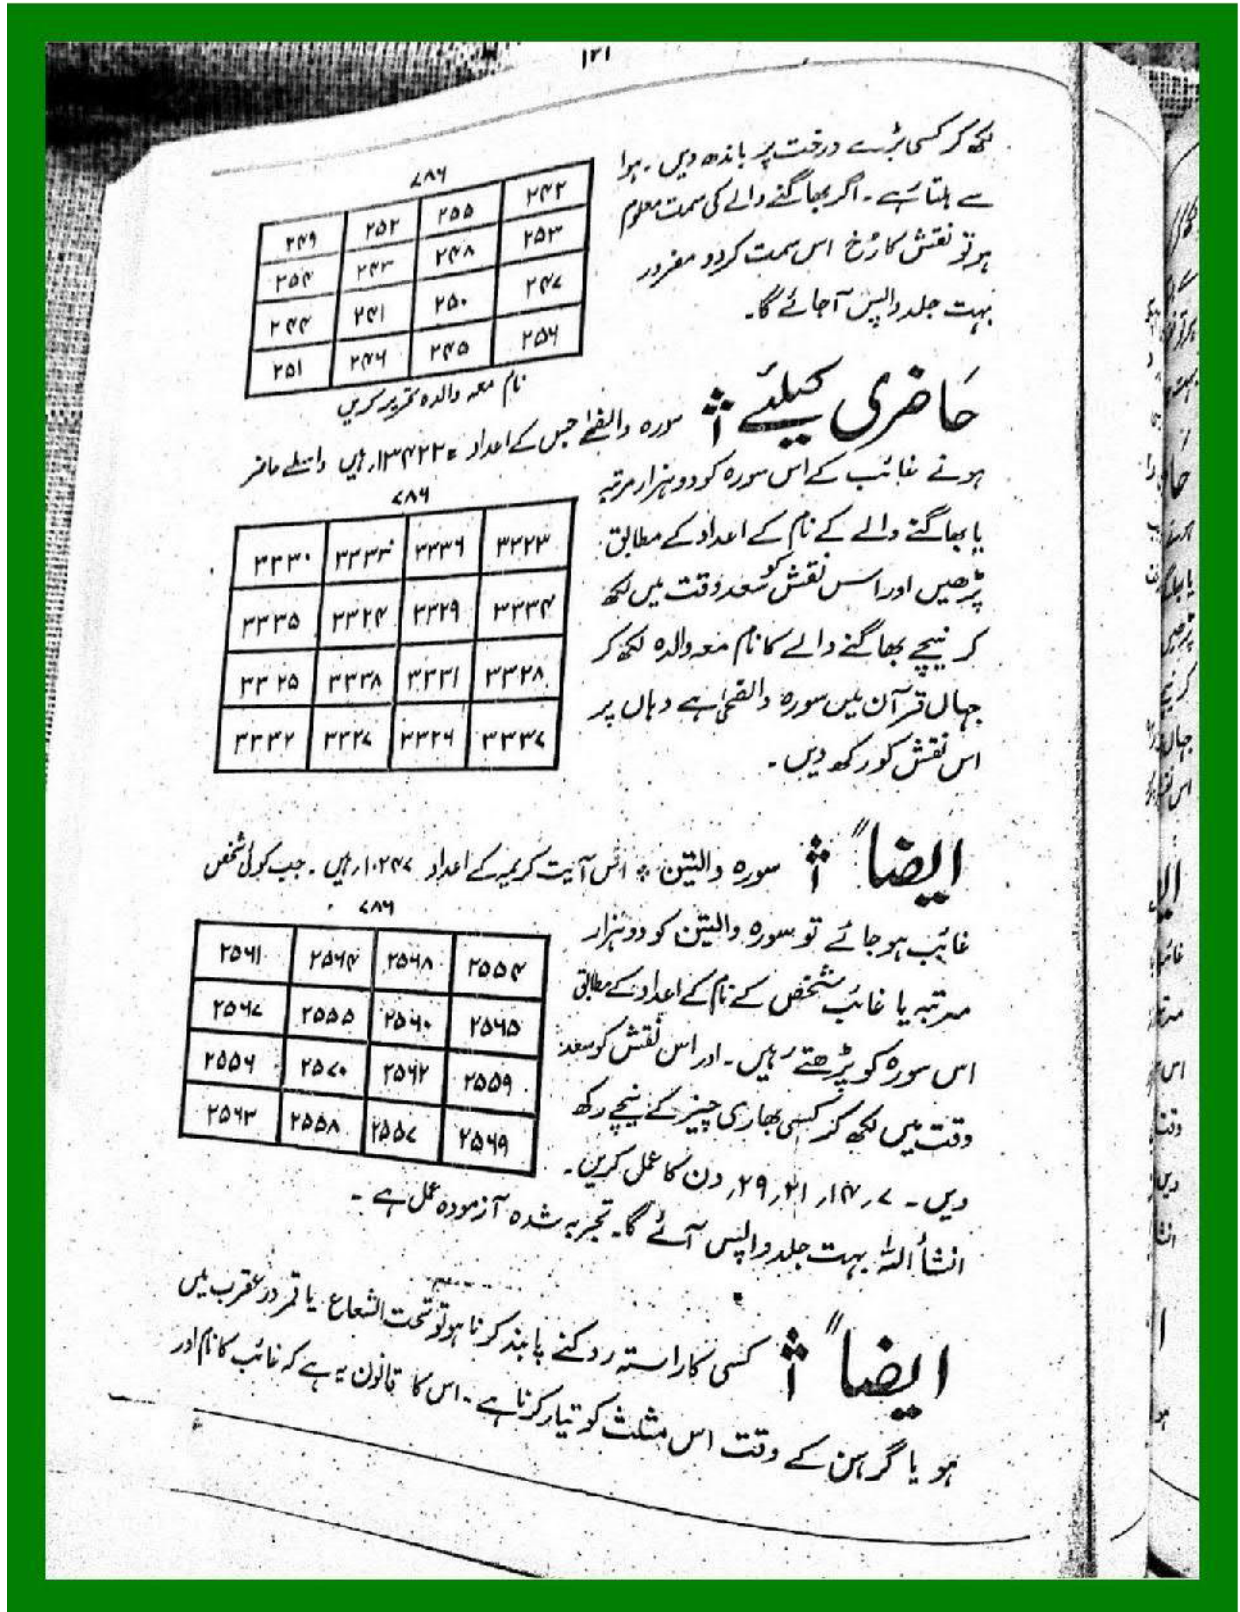 ۱۲۱
لکھ کر کسی بڑے درخت پر باندھ دیں۔ ہوا
سے ہلتا رہے۔ اگر بھاگنے والے کی سمت معلوم
ہو تو نقش کا رُخ اس سمت کردو مفرور
بہت جلد واپس آجائے گا۔
۷۸۶
۲۴۹ ۲۵۲ ۲۵۵ ۲۴۲
۲۵۴ ۲۴۳ ۲۴۸ ۲۵۳
۲۴۴ ۲۴۱ ۲۵۰ ۲۴۷
۲۵۱ ۲۴۶ ۲۴۵ ۲۵۶
نام معہ والدہ تحریر کریں
حاضری کیلئے
سورہ والضحےٰ جس کے اعداد = ۱۳۴۲۲ ہیں واسطے حاضر
ہونے غائب کے اس سورہ کو دو ہزار مرتبہ
یا بھاگنے والے کے نام کے اعداد کے مطابق
پڑھیں اور اس نقش کو سعد وقت میں لکھ
کر نیچے بھاگنے والے کا نام معہ والدہ لکھ کر
جہاں قرآن میں سورہ والضحیٰ ہے وہاں پر
اس نقش کو رکھ دیں۔
۷۸۶
۳۳۳۰ ۳۳۳۳ ۳۳۳۶ ۳۳۲۳
۳۳۳۵ ۳۳۲۴ ۳۳۲۹ ۳۳۳۴
۳۳۲۵ ۳۳۳۸ ۳۳۳۱ ۳۳۲۸
۳۳۳۲ ۳۳۲۷ ۳۳۲۶ ۳۳۳۷
ایضاً
سورہ والتین : اس آیت کریمہ کے اعداد ۱۰۲۴۷ ہیں۔ جب کوئی شخص
غائب ہو جائے تو سورہ والتین کو دو ہزار
مرتبہ یا غائب شخص کے نام کے اعداد کے مطابق
اس سورہ کو پڑھتے رہیں۔ اور اس نقش کو سعد
وقت میں لکھ کر کسی بھاری چیز کے نیچے رکھ
دیں۔ ۷، ۱۴، ۲۱، ۲۹، دن کا عمل کریں۔
انشأ اللہ بہت جلد واپس آئے گا۔ تجربہ شدہ آزمودہ عمل ہے۔
۷۸۶
۲۵۶۱ ۲۵۶۴ ۲۵۶۸ ۲۵۵۴
۲۵۶۷ ۲۵۵۵ ۲۵۶۰ ۲۵۶۵
۲۵۵۶ ۲۵۷۰ ۲۵۶۲ ۲۵۵۹
۲۵۶۳ ۲۵۵۸ ۲۵۵۷ ۲۵۶۹
ایضاً
کسی کا راستہ روکنے پابند کرنا ہو تو تحت الشعاع یا قمر در عقرب میں
ہو یا گرہن کے وقت اس مثلث کو تیار کرنا ہے۔ اس کا قانون یہ ہے کہ غائب کا نام اور